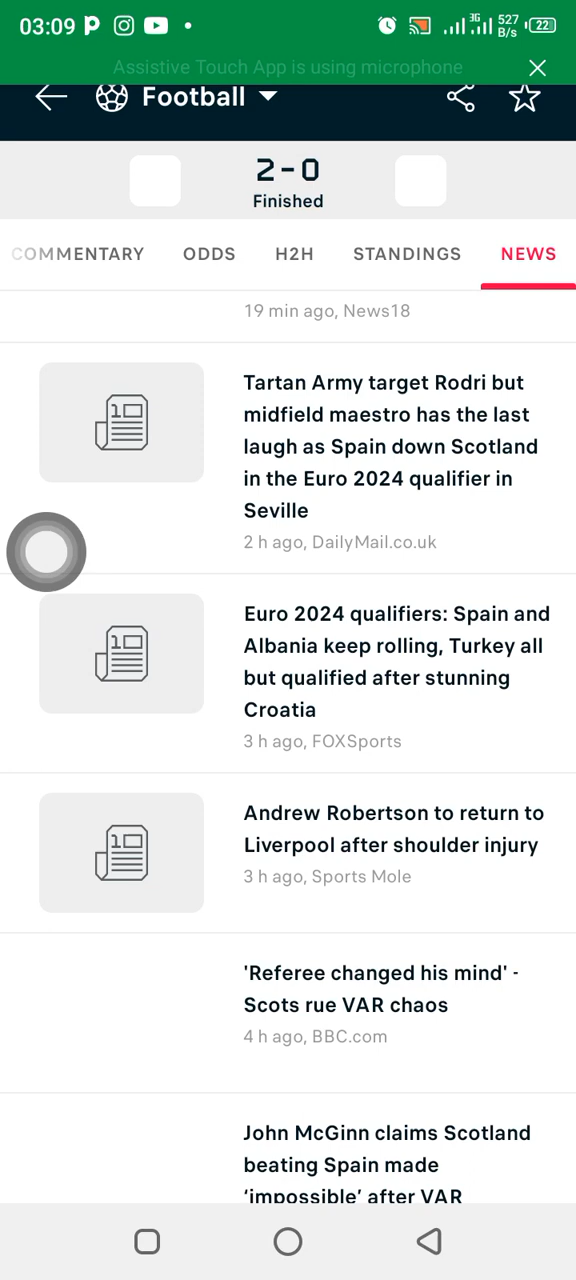 03:09
3G
527
B/s
22
Assistive Touch App is using microphone
Football
2-0
Finished
COMMENTARY
ODDS
H2H
STANDINGS
NEWS
19 min ago, News18
Tartan Army target Rodri but
midfield maestro has the last
laugh as Spain down Scotland
in the Euro 2024 qualifier in
Seville
2 h ago, DailyMail.co.uk
Euro 2024 qualifiers: Spain and
Albania keep rolling, Turkey all
but qualified after stunning
Croatia
3 h ago, FOXSports
Andrew Robertson to return to
Liverpool after shoulder injury
3 h ago, Sports Mole
'Referee changed his mind' -
Scots rue VAR chaos
4 h ago, BBC.com
John McGinn claims Scotland
beating Spain made
‘impossible’ after VAR